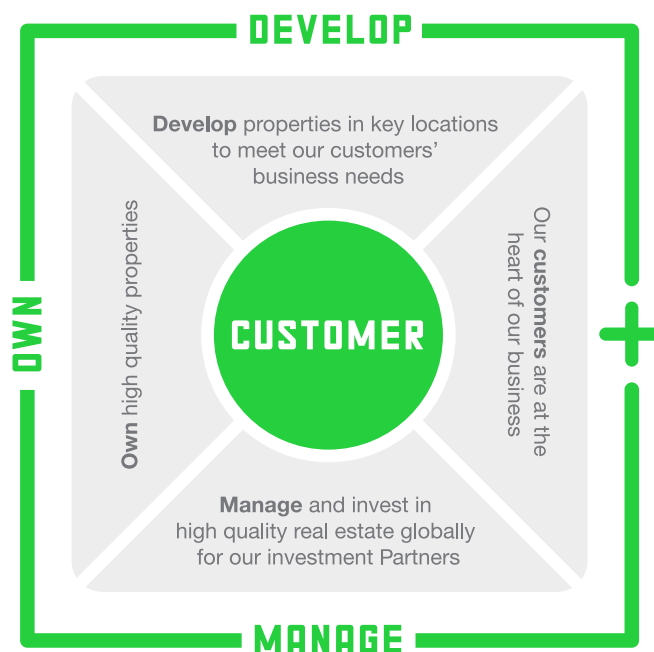 DEVELOP
Develop properties in key locations
to meet our customers’
business needs
OWN
Own high quality properties
CUSTOMER
Our customers are at the
heart of our business
+
Manage and invest in
high quality real estate globally
for our investment Partners
MANAGE